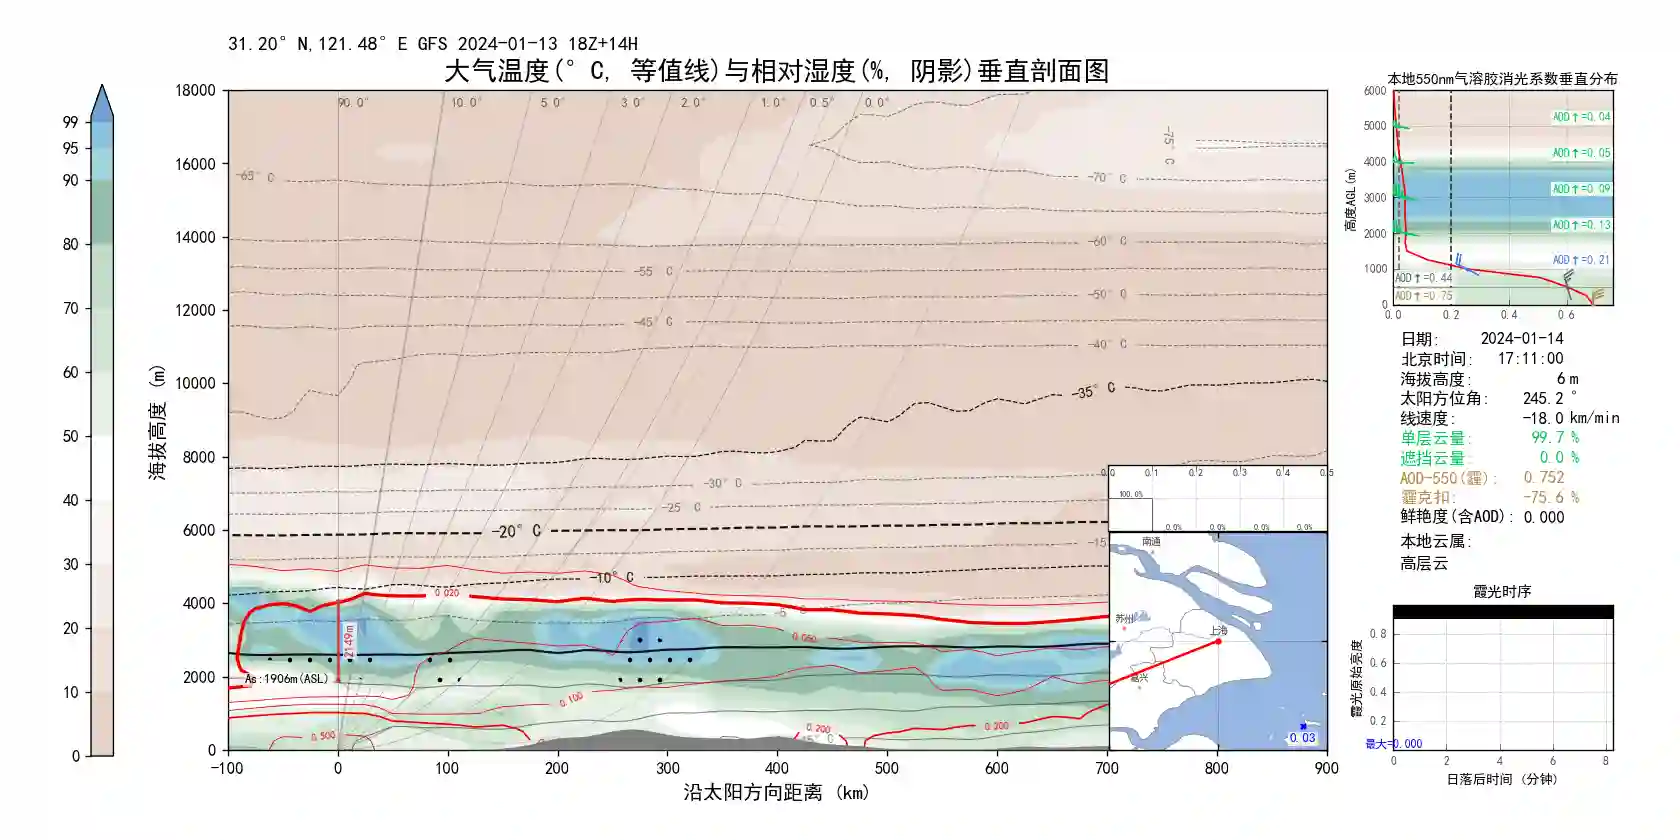 31.20°N,121.48°E GFS 2024-01-13 18Z+14H
大气温度(°C, 等值线)与相对湿度(%, 阴影)垂直剖面图
99
95
90
80
70
60
50
40
30
20
10
0
海拔高度 (m)
18000
16000
14000
12000
10000
8000
6000
4000
2000
0
90.0° 10.0° 5.0° 3.0° 2.0° 1.0° 0.5° 0.0°
-75°C
-65°C
-70°C
-60°C
-55°C
-50°C
-45°C
-40°C
-35°C
-30°C
-25°C
-20°C
-15
-10°C
-5°C
0.020
0.050
2149m
As:1906m(ASL)
0.100
0.200
0.200
0.500
-100 0 100 200 300 400 500 600 700 800 900
沿太阳方向距离 (km)
0.0 0.1 0.2 0.3 0.4 0.5
100.0%
0.0% 0.0% 0.0% 0.0%
南通
苏州
上海
嘉兴
0.03
本地550nm气溶胶消光系数垂直分布
高度AGL(m)
6000
5000
4000
3000
2000
1000
0
AOD↑=0.04
AOD↑=0.05
AOD↑=0.09
AOD↑=0.13
AOD↑=0.21
AOD↑=0.44
AOD↑=0.75
0.0 0.2 0.4 0.6
日期: 2024-01-14
北京时间: 17:11:00
海拔高度: 6 m
太阳方位角: 245.2 °
线速度: -18.0 km/min
单层云量: 99.7 %
遮挡云量: 0.0 %
AOD-550(霾): 0.752
霾克扣: -75.6 %
鲜艳度(含AOD): 0.000
本地云属:
高层云
霞光时序
霞光原始亮度
0.8
0.6
0.4
0.2
最大=0.000
0 2 4 6 8
日落后时间 (分钟)